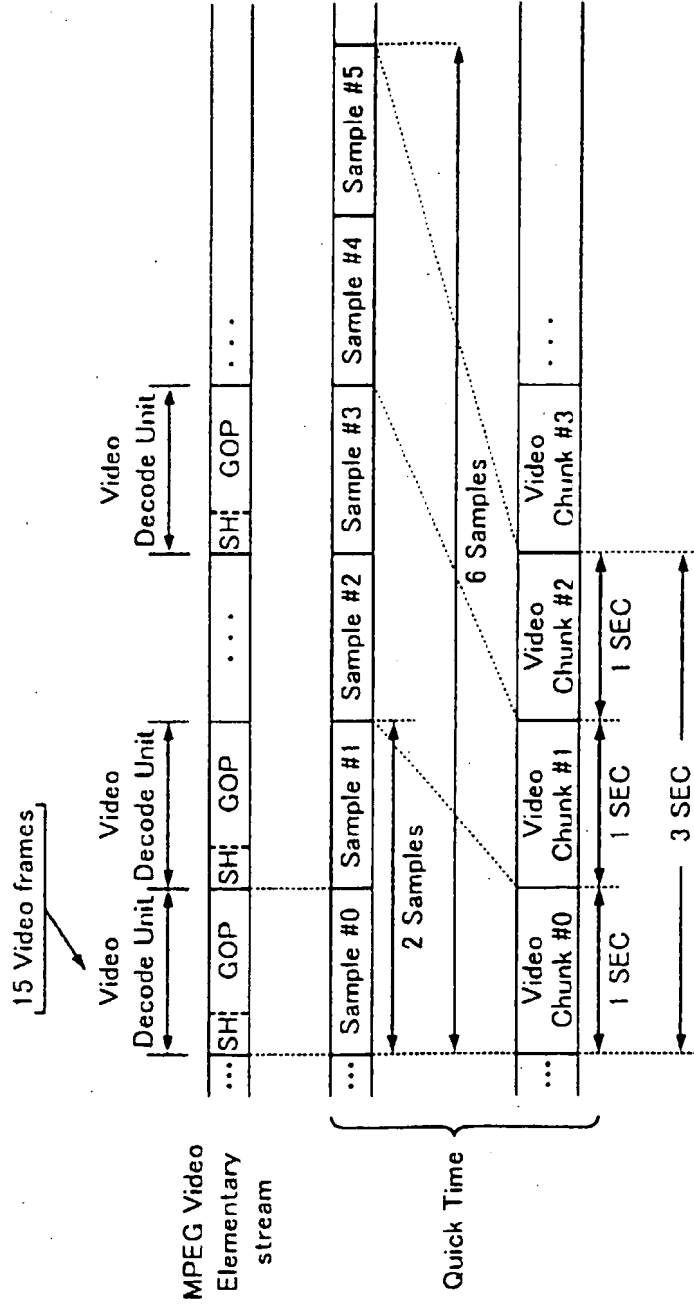 15 Video frames
Video
Decode Unit
Video
Decode Unit
Video
Decode Unit
MPEG Video
Elementary
stream
...
SH
GOP
SH
GOP
...
SH
GOP
...
Quick Time
...
Sample #0
Sample #1
Sample #2
Sample #3
Sample #4
Sample #5
2 Samples
6 Samples
...
Video
Chunk #0
Video
Chunk #1
Video
Chunk #2
Video
Chunk #3
...
1 SEC
1 SEC
1 SEC
3 SEC